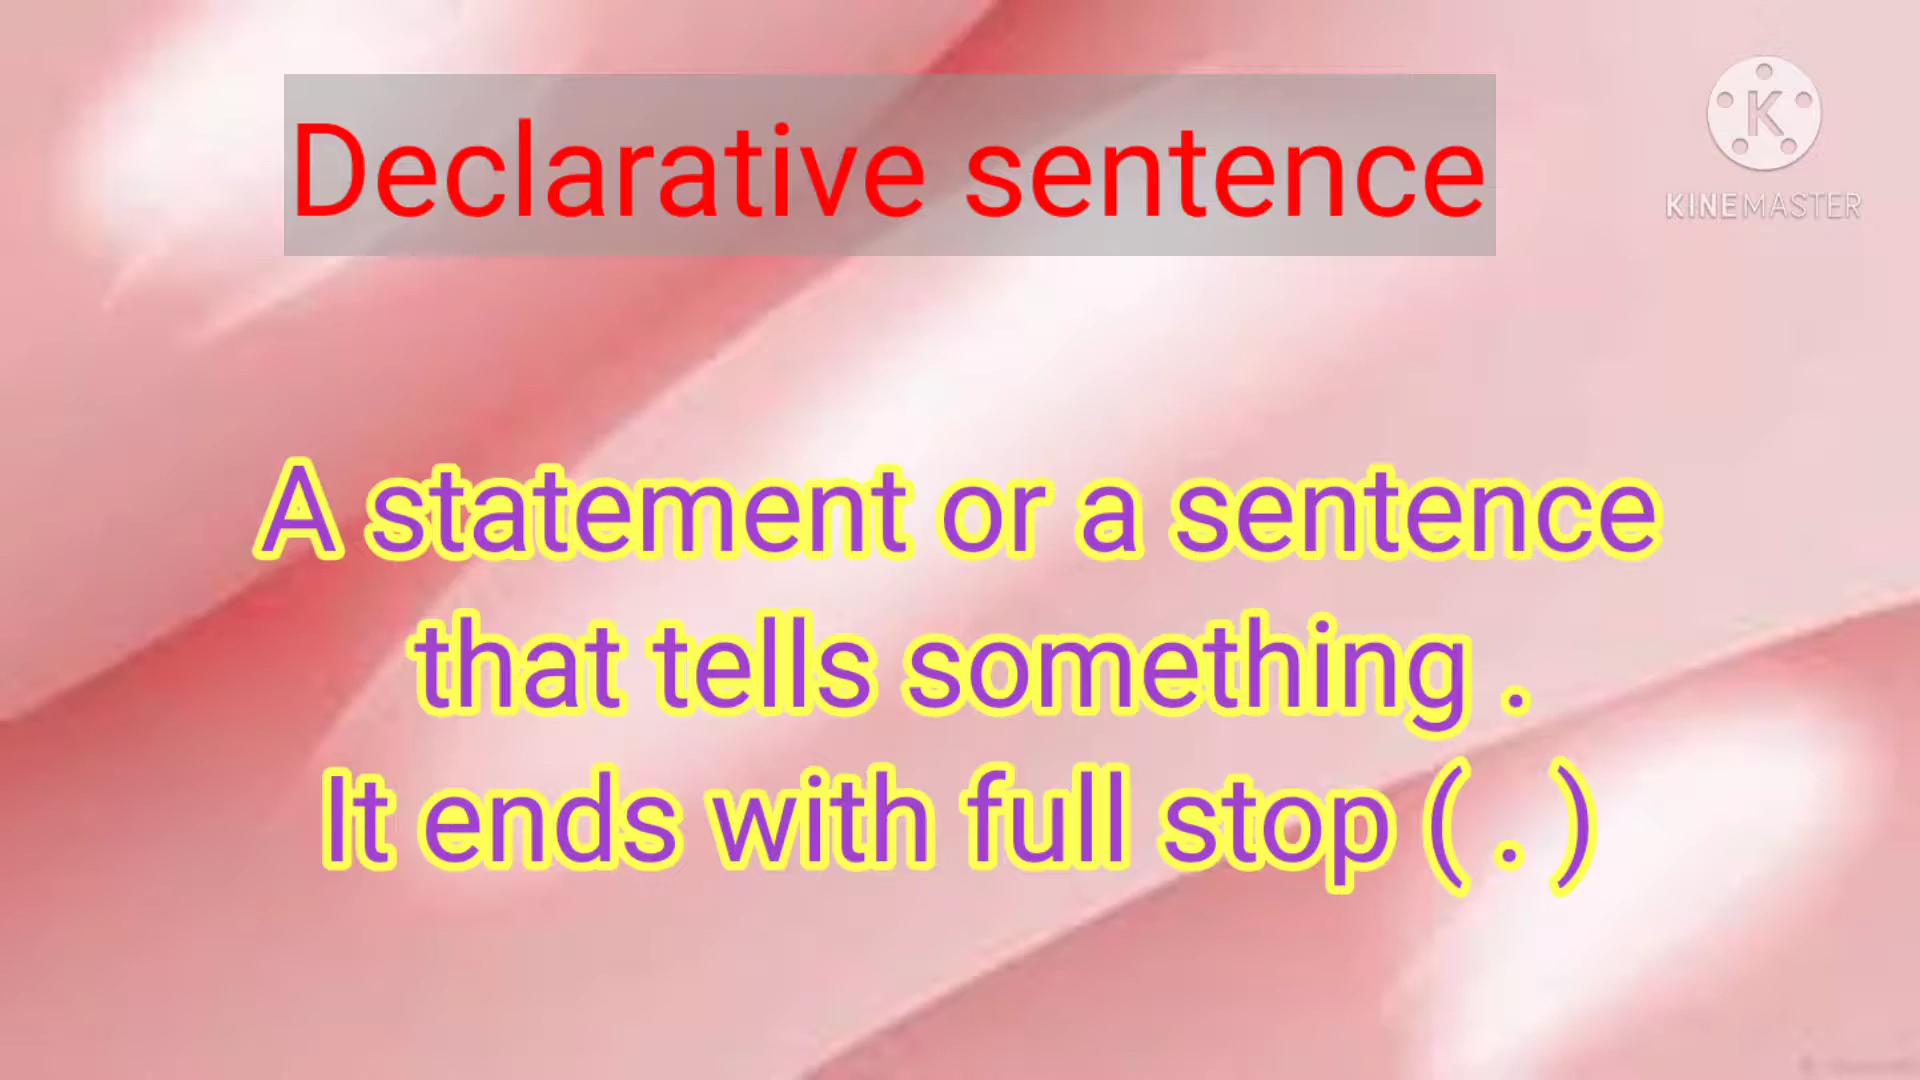 Declarative sentence
K
KINEMASTER
A statement or a sentence
that tells something .
It ends with full stop ( . )